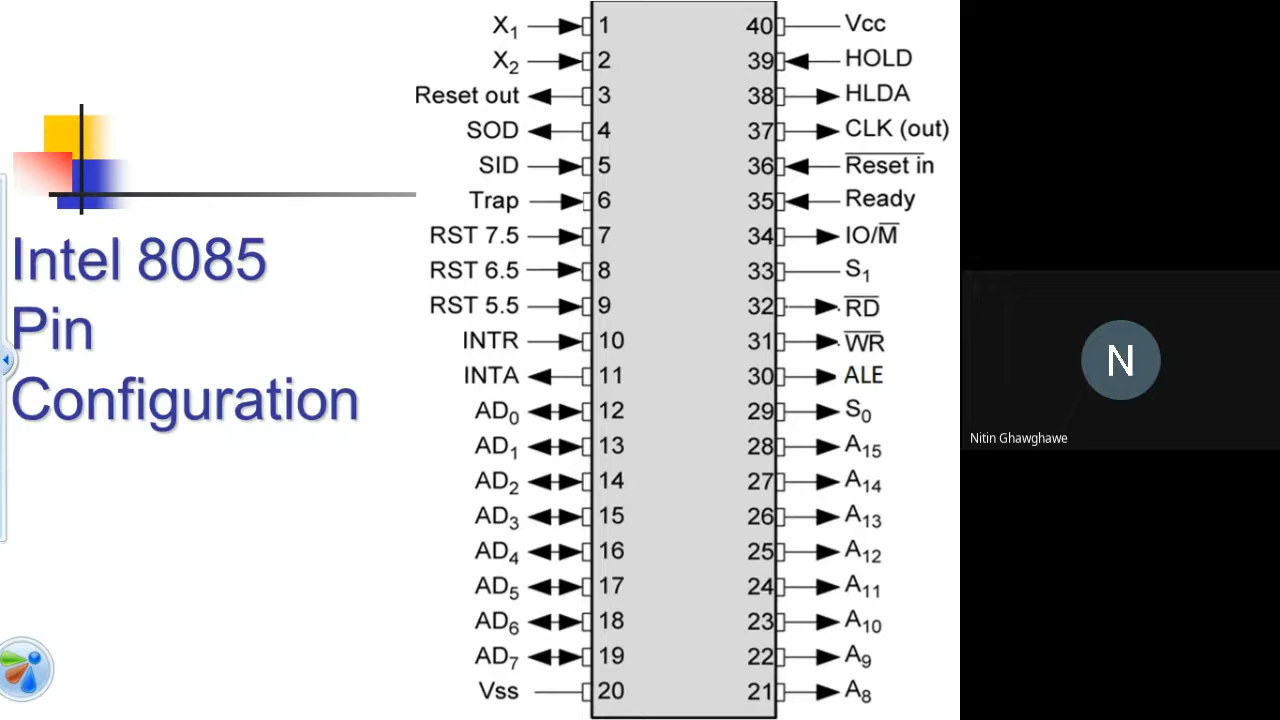 Intel 8085
Pin
Configuration
X₁ 1 40 Vcc
X₂ 2 39 HOLD
Reset out 3 38 HLDA
SOD 4 37 CLK (out)
SID 5 36 R̅e̅s̅e̅t̅ i̅n̅
Trap 6 35 Ready
RST 7.5 7 34 IO/M̅
RST 6.5 8 33 S₁
RST 5.5 9 32 R̅D̅
INTR 10 31 W̅R̅
INTA 11 30 ALE
AD₀ 12 29 S₀
AD₁ 13 28 A₁₅
AD₂ 14 27 A₁₄
AD₃ 15 26 A₁₃
AD₄ 16 25 A₁₂
AD₅ 17 24 A₁₁
AD₆ 18 23 A₁₀
AD₇ 19 22 A₉
Vss 20 21 A₈
N
Nitin Ghawghawe